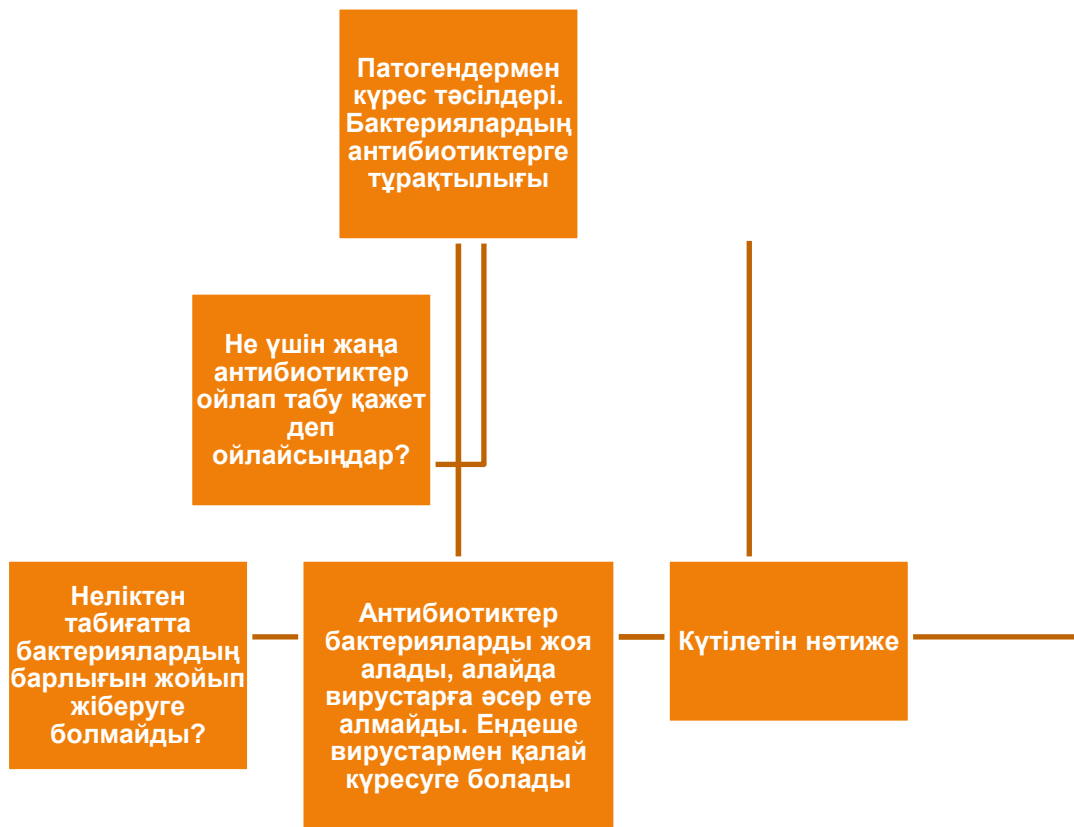 Патогендермен
күрес тәсілдері.
Бактериялардың
антибиотиктерге
тұрақтылығы
Не үшін жаңа
антибиотиктер
ойлап табу қажет
деп
ойлайсыңдар?
Неліктен
табиғатта
бактериялардың
барлығын жойып
жіберуге
болмайды?
Антибиотиктер
бактерияларды жоя
алады, алайда
вирустарға әсер ете
алмайды. Ендеше
вирустармен қалай
күресуге болады
Күтілетін нәтиже